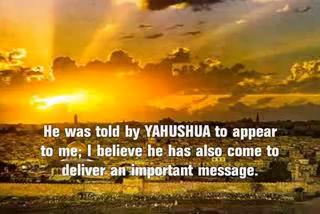 He was told by YAHUSHUA to appear
to me; I believe he has also come to
deliver an important message.